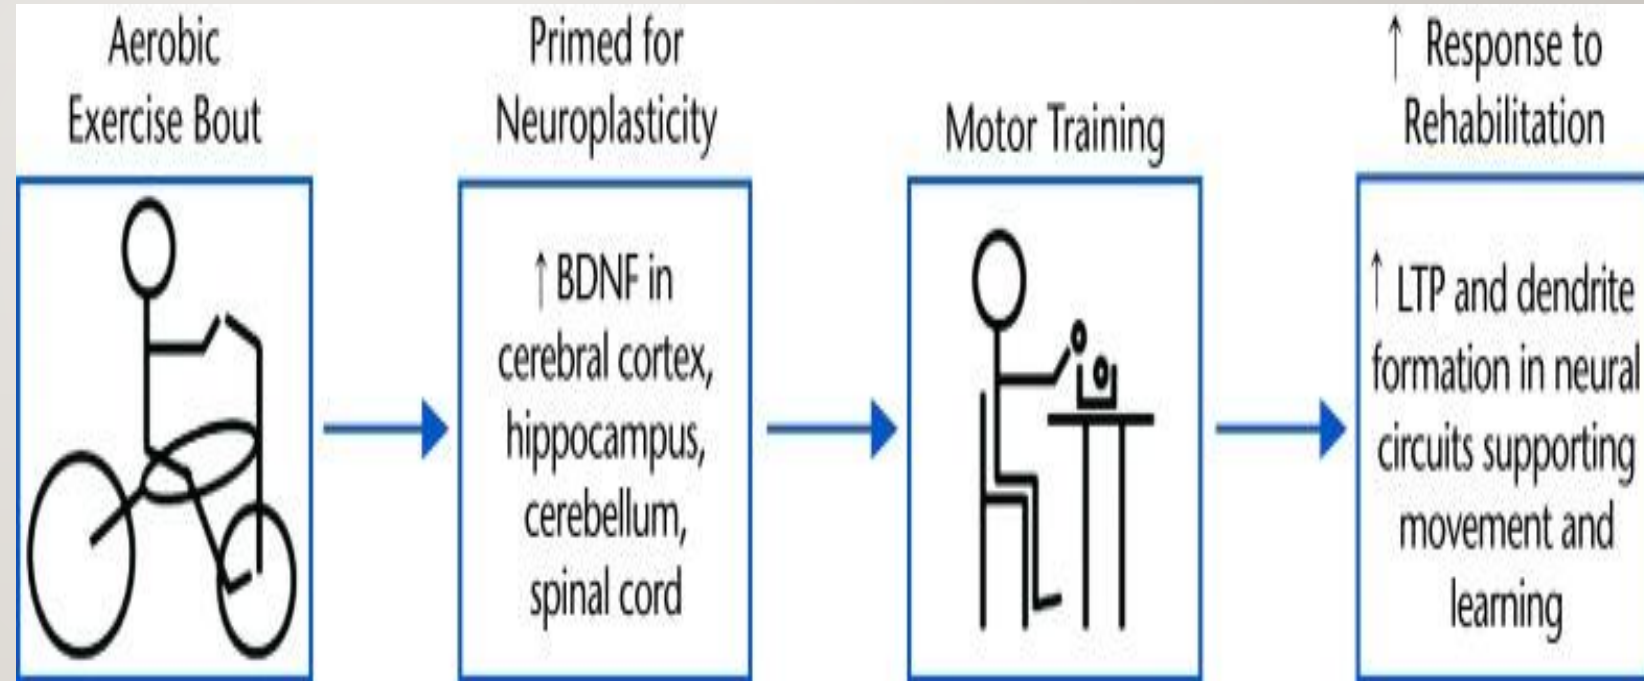 Aerobic
Exercise Bout
Primed for
Neuroplasticity
↑ BDNF in
cerebral cortex,
hippocampus,
cerebellum,
spinal cord
Motor Training
↑ Response to
Rehabilitation
↑ LTP and dendrite
formation in neural
circuits supporting
movement and
learning